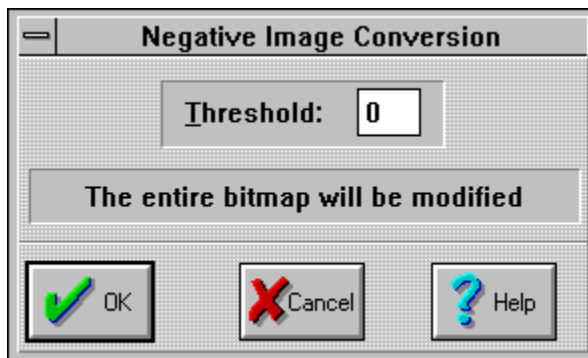 Negative Image Conversion
Threshold: 0
The entire bitmap will be modified
OK Cancel Help